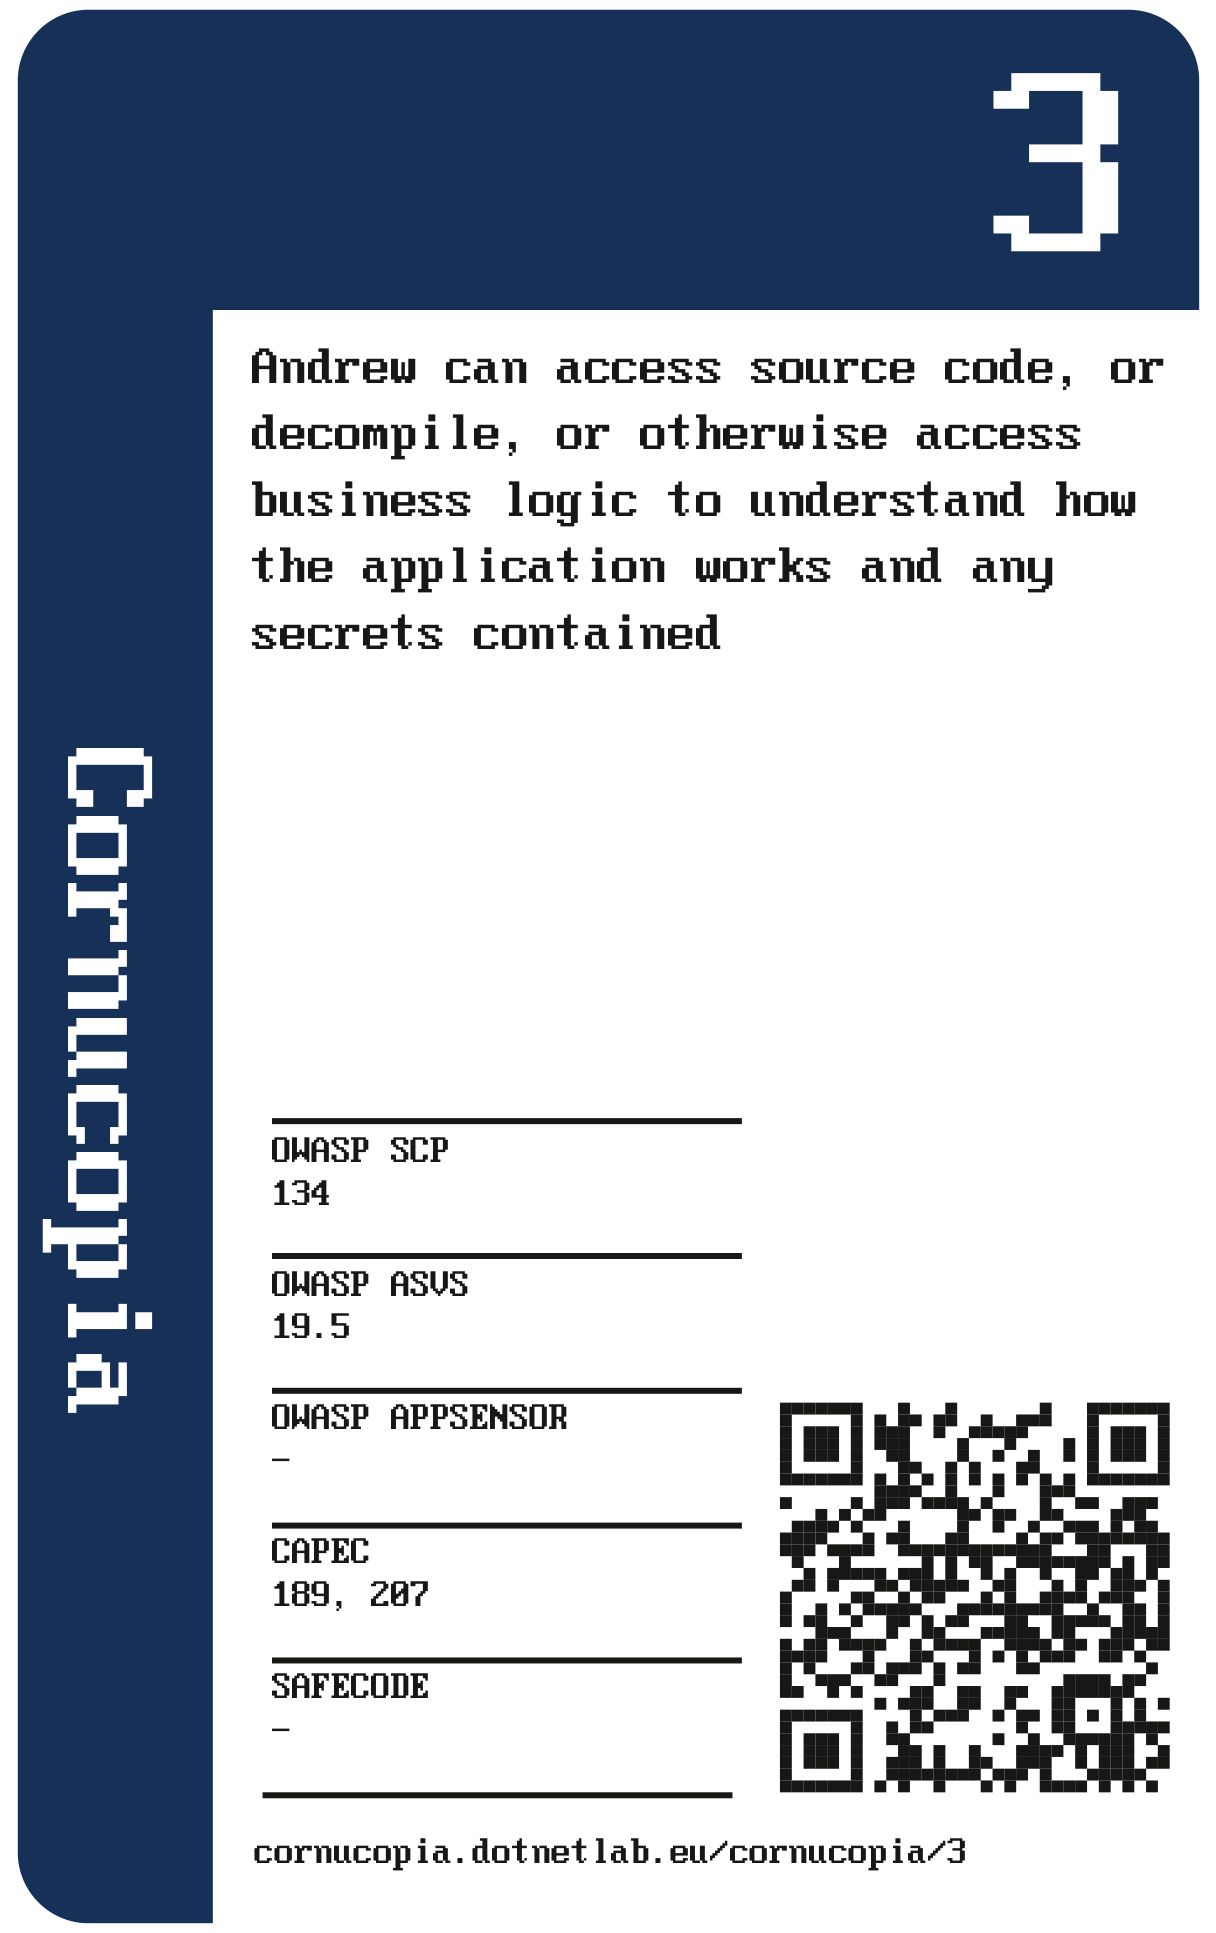 3
Andrew can access source code, or
decompile, or otherwise access
business logic to understand how
the application works and any
secrets contained
Cornucopia
OWASP SCP
134
OWASP ASVS
19.5
OWASP APPSENSOR
–
CAPEC
189, 207
SAFECODE
–
cornucopia.dotnetlab.eu/cornucopia/3